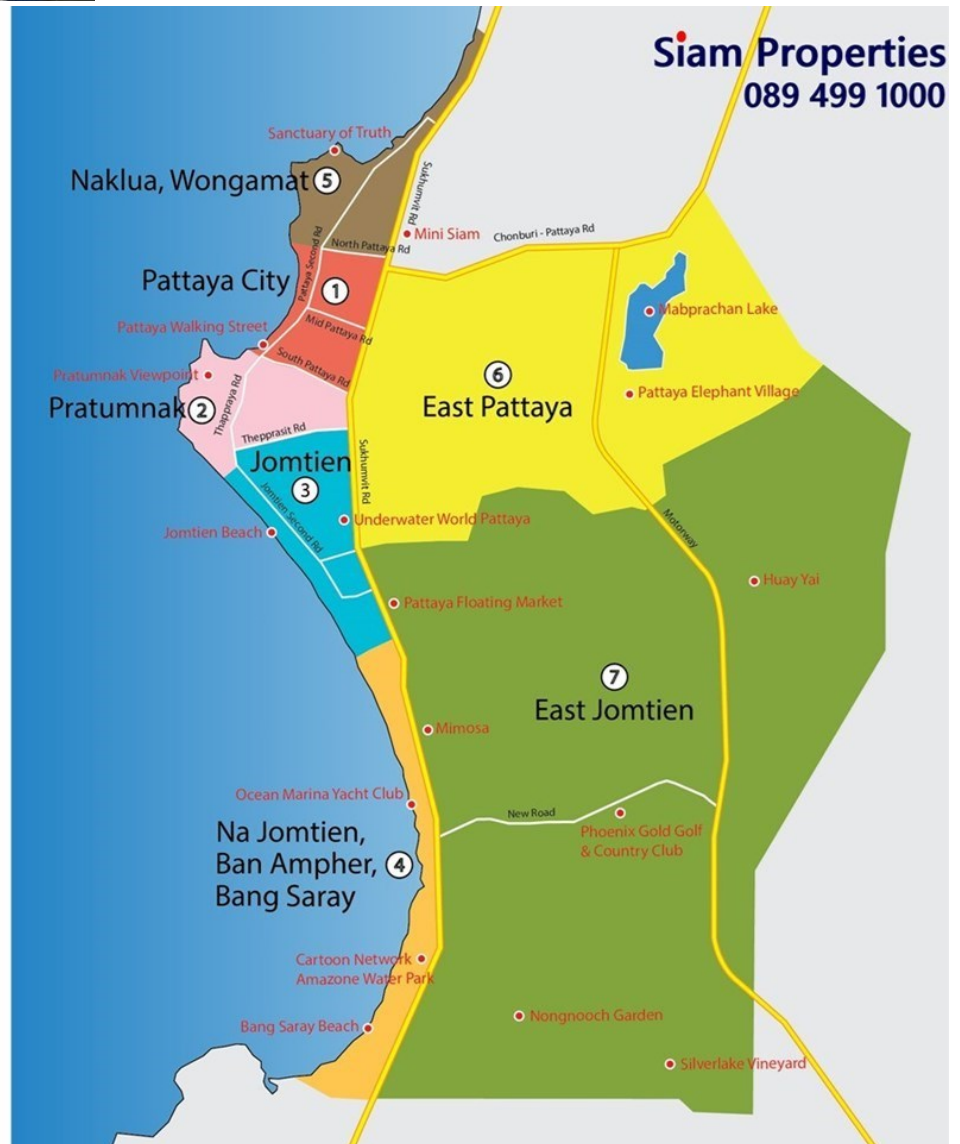 Siam Properties
089 499 1000
Sanctuary of Truth
Naklua, Wongamat
5
Sukhumvit Rd
Mini Siam
Chonburi - Pattaya Rd
North Pattaya Rd
Pattaya Second Rd
Pattaya City
1
Mabprachan Lake
Mid Pattaya Rd
Pattaya Walking Street
South Pattaya Rd
Pratumnak Viewpoint
6
East Pattaya
Pattaya Elephant Village
Pratumnak
2
Thappraya Rd
Thepprasit Rd
Jomtien
3
Sukhumvit Rd
Jomtien Second Rd
Underwater World Pattaya
Jomtien Beach
Motorway
Huay Yai
Pattaya Floating Market
7
East Jomtien
Mimosa
Ocean Marina Yacht Club
New Road
Phoenix Gold Golf
& Country Club
Na Jomtien,
Ban Ampher,
Bang Saray
4
Cartoon Network
Amazone Water Park
Bang Saray Beach
Nongnooch Garden
Silverlake Vineyard